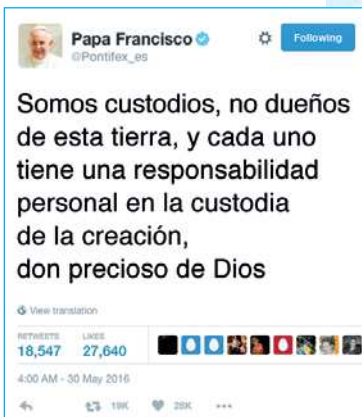 Papa Francisco
@Pontifex_es
Following
Somos custodios, no dueños
de esta tierra, y cada uno
tiene una responsabilidad
personal en la custodia
de la creación,
don precioso de Dios
View translation
RETWEETS LIKES
18,547 27,640
4:00 AM - 30 May 2016
19K 28K